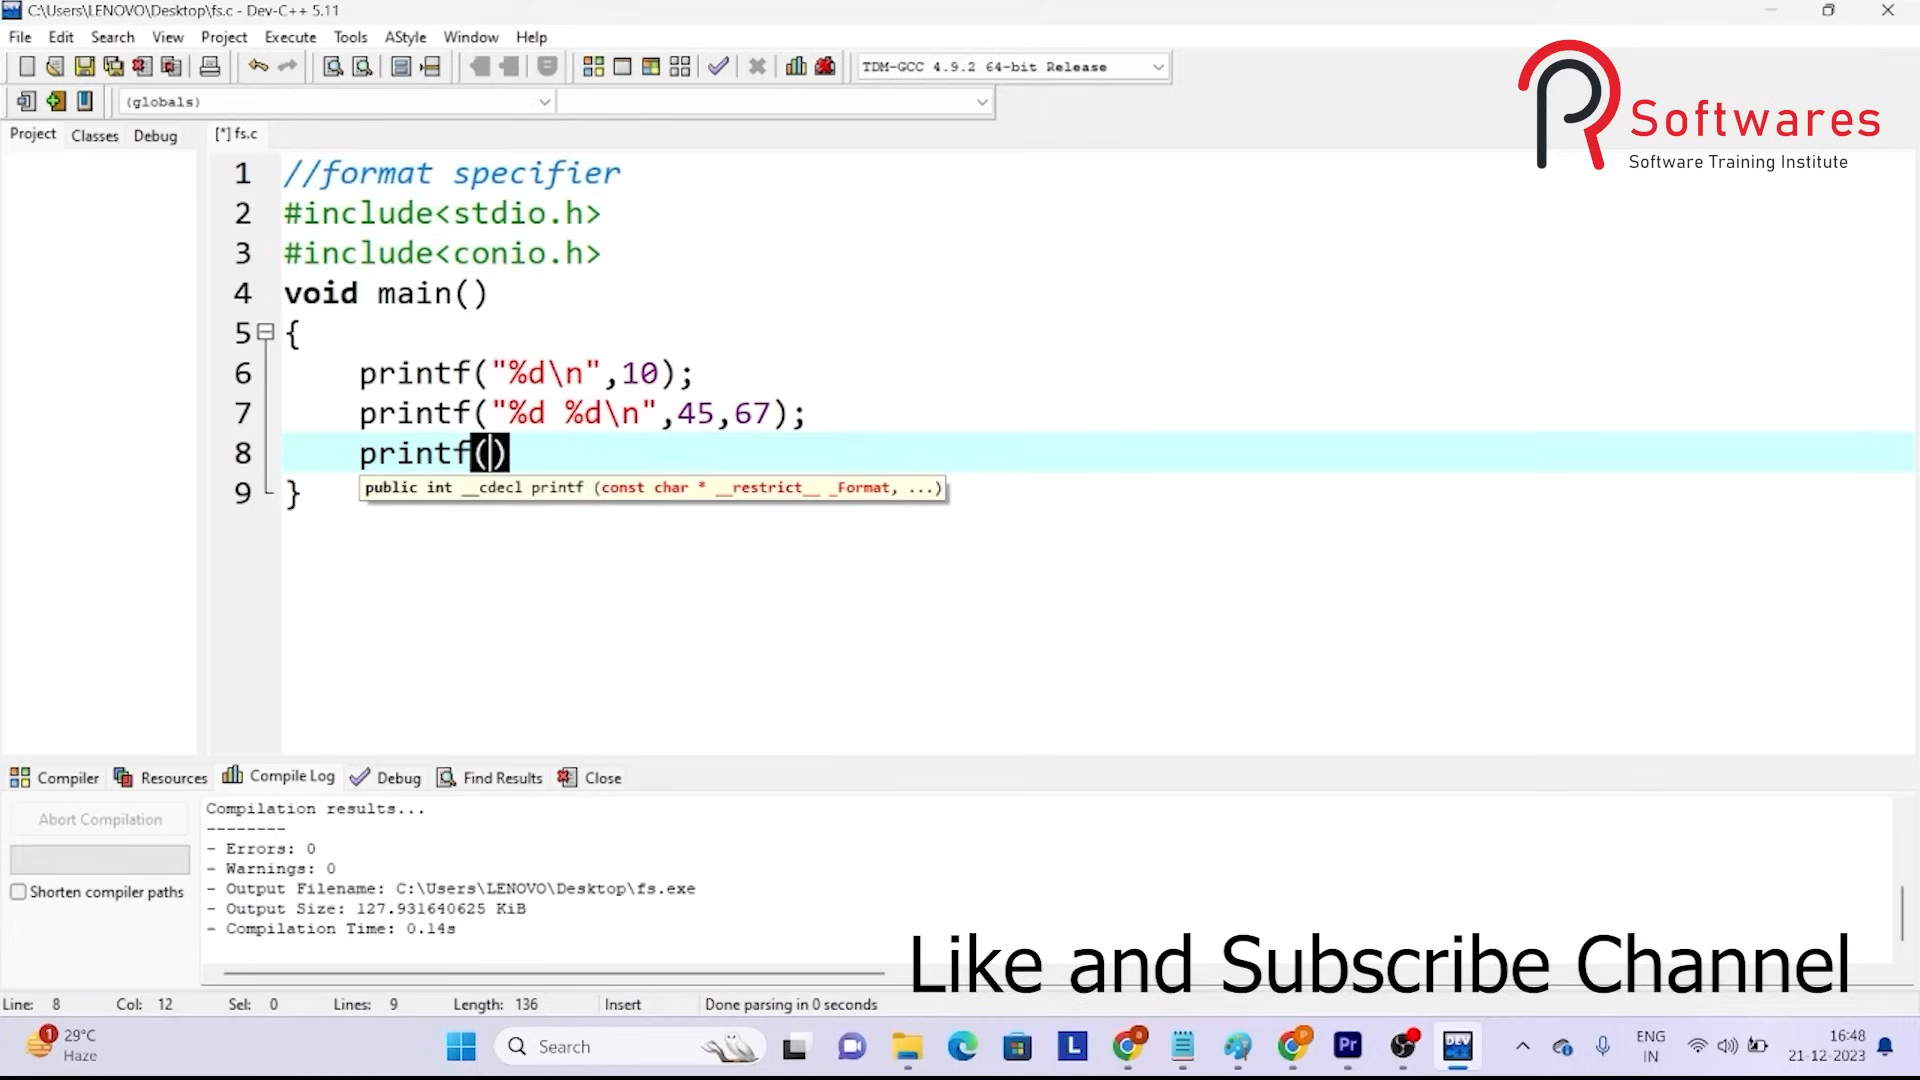 C:\Users\LENOVO\Desktop\fs.c - Dev-C++ 5.11
File Edit Search View Project Execute Tools AStyle Window Help
TDM-GCC 4.9.2 64-bit Release
(globals)
Project Classes Debug [*] fs.c
R Softwares
Software Training Institute
1 //format specifier
2 #include<stdio.h>
3 #include<conio.h>
4 void main()
5 {
6 printf("%d\n",10);
7 printf("%d %d\n",45,67);
8 printf()
public int __cdecl printf (const char * __restrict__ _Format, ...)
9 }
Compiler Resources Compile Log Debug Find Results Close
Abort Compilation
Shorten compiler paths
Compilation results...
--------
- Errors: 0
- Warnings: 0
- Output Filename: C:\Users\LENOVO\Desktop\fs.exe
- Output Size: 127.931640625 KiB
- Compilation Time: 0.14s
Like and Subscribe Channel
Line: 8 Col: 12 Sel: 0 Lines: 9 Length: 136 Insert Done parsing in 0 seconds
1 29°C
Haze
Search
L
P
P
Pr
DEV
ENG
IN
16:48
21-12-2023